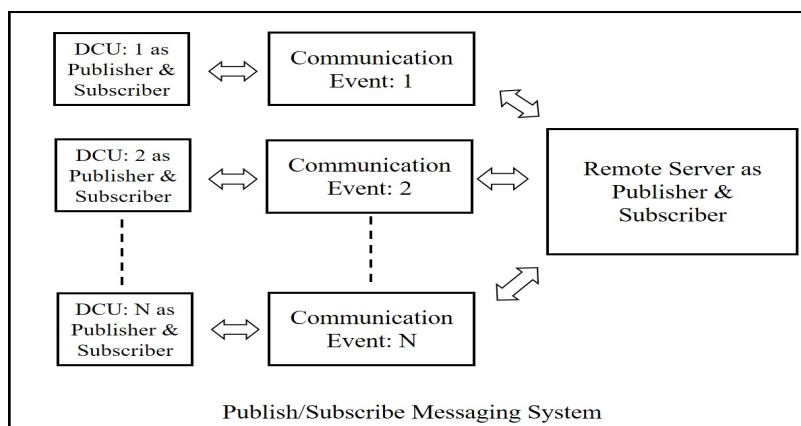 DCU: 1 as
Publisher &
Subscriber
Communication
Event: 1
DCU: 2 as
Publisher &
Subscriber
Communication
Event: 2
Remote Server as
Publisher &
Subscriber
DCU: N as
Publisher &
Subscriber
Communication
Event: N
Publish/Subscribe Messaging System